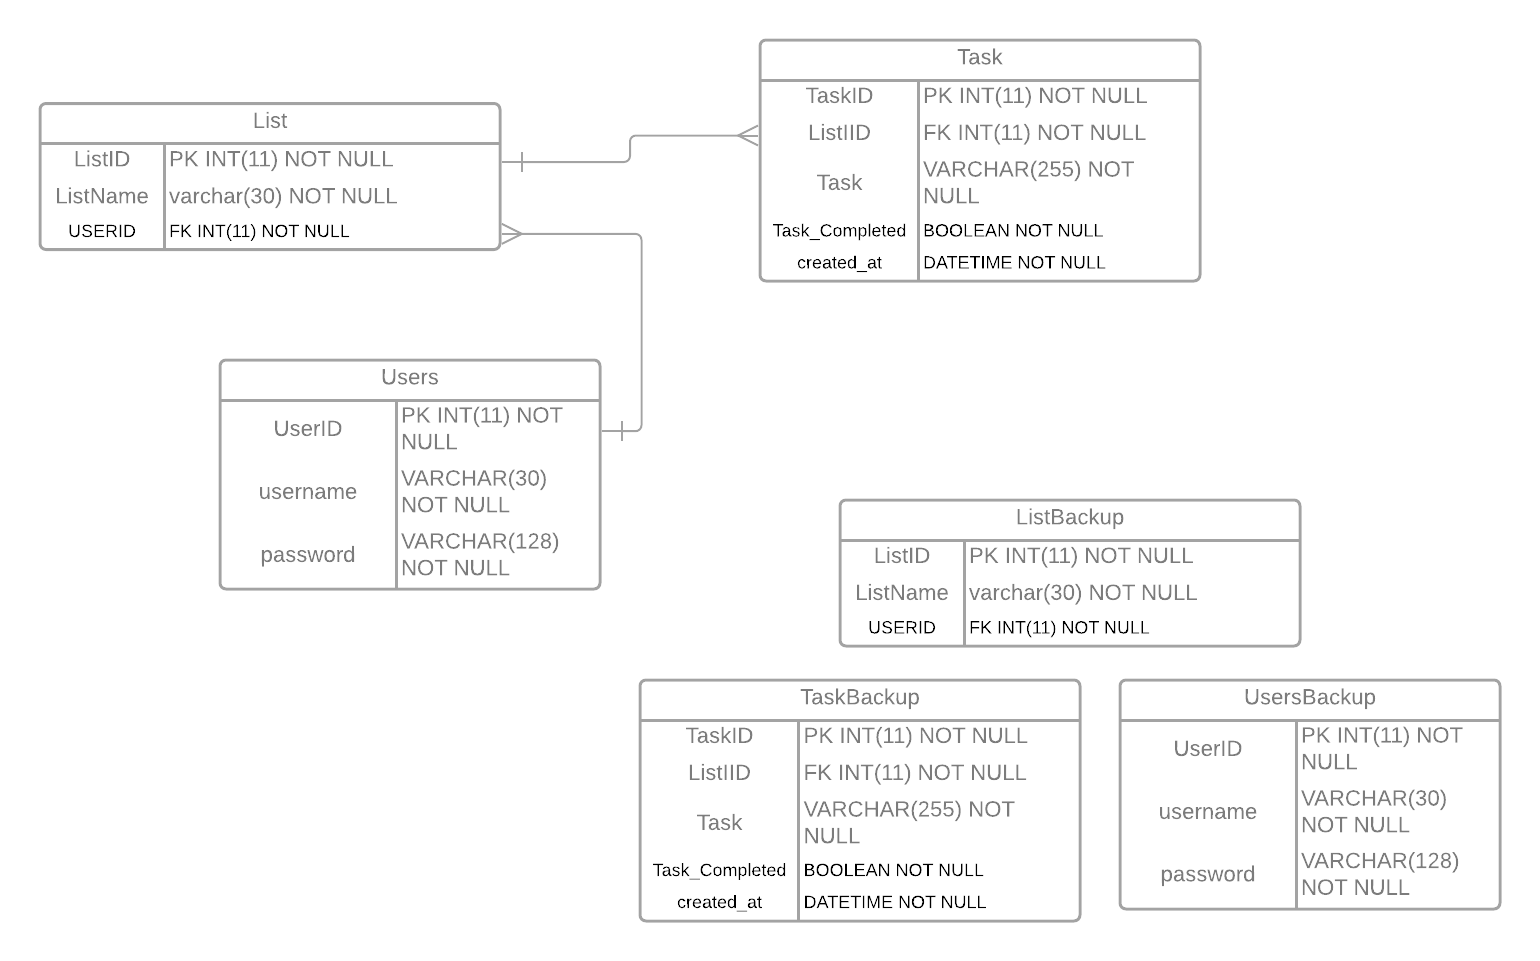 Task
TaskID PK INT(11) NOT NULL
ListIID FK INT(11) NOT NULL
Task VARCHAR(255) NOT
NULL
Task_Completed BOOLEAN NOT NULL
created_at DATETIME NOT NULL
List
ListID PK INT(11) NOT NULL
ListName varchar(30) NOT NULL
USERID FK INT(11) NOT NULL
Users
UserID PK INT(11) NOT
NULL
username VARCHAR(30)
NOT NULL
password VARCHAR(128)
NOT NULL
ListBackup
ListID PK INT(11) NOT NULL
ListName varchar(30) NOT NULL
USERID FK INT(11) NOT NULL
TaskBackup
TaskID PK INT(11) NOT NULL
ListIID FK INT(11) NOT NULL
Task VARCHAR(255) NOT
NULL
Task_Completed BOOLEAN NOT NULL
created_at DATETIME NOT NULL
UsersBackup
UserID PK INT(11) NOT
NULL
username VARCHAR(30)
NOT NULL
password VARCHAR(128)
NOT NULL